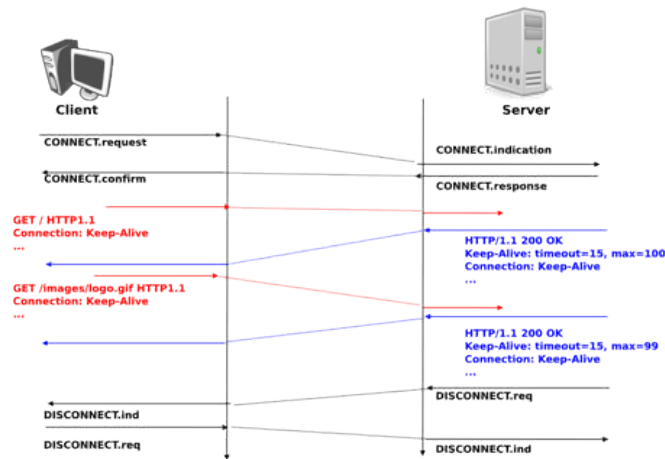 Client
Server
CONNECT.request
CONNECT.indication
CONNECT.confirm
CONNECT.response
GET / HTTP1.1
Connection: Keep-Alive
...
HTTP/1.1 200 OK
Keep-Alive: timeout=15, max=100
Connection: Keep-Alive
...
GET /images/logo.gif HTTP1.1
Connection: Keep-Alive
...
HTTP/1.1 200 OK
Keep-Alive: timeout=15, max=99
Connection: Keep-Alive
...
DISCONNECT.req
DISCONNECT.ind
DISCONNECT.req
DISCONNECT.ind